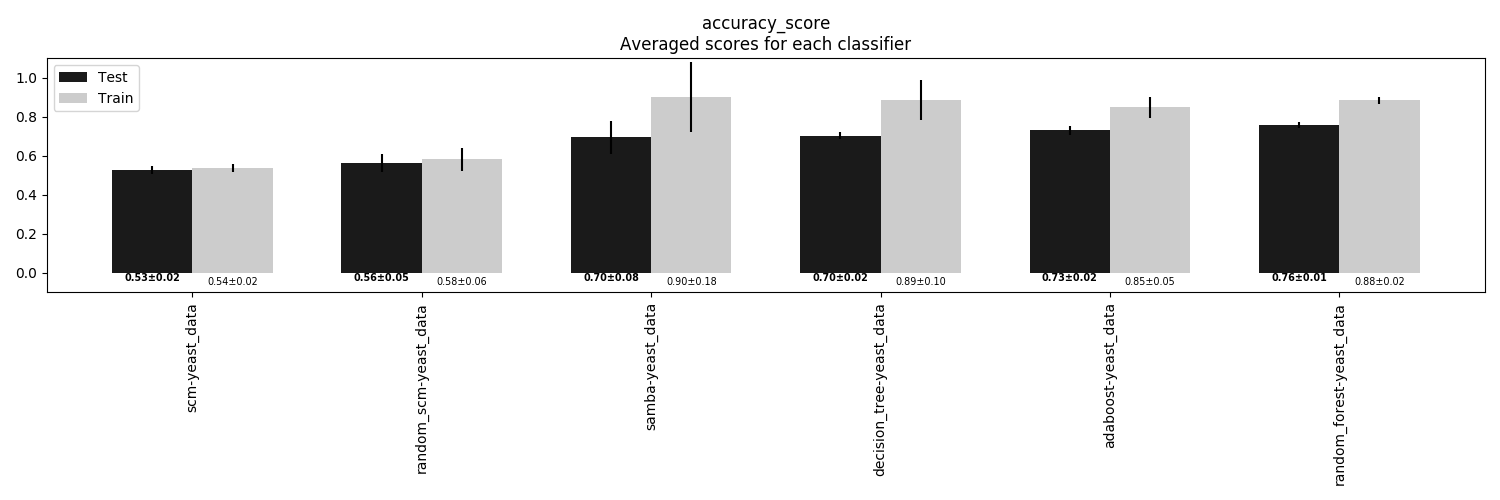 accuracy_score
Averaged scores for each classifier
Test
Train
1.0
0.8
0.6
0.4
0.2
0.0
0.53±0.02 0.54±0.02 0.56±0.05 0.58±0.06 0.70±0.08 0.90±0.18 0.70±0.02 0.89±0.10 0.73±0.02 0.85±0.05 0.76±0.01 0.88±0.02
scm-yeast_data
random_scm-yeast_data
samba-yeast_data
decision_tree-yeast_data
adaboost-yeast_data
random_forest-yeast_data